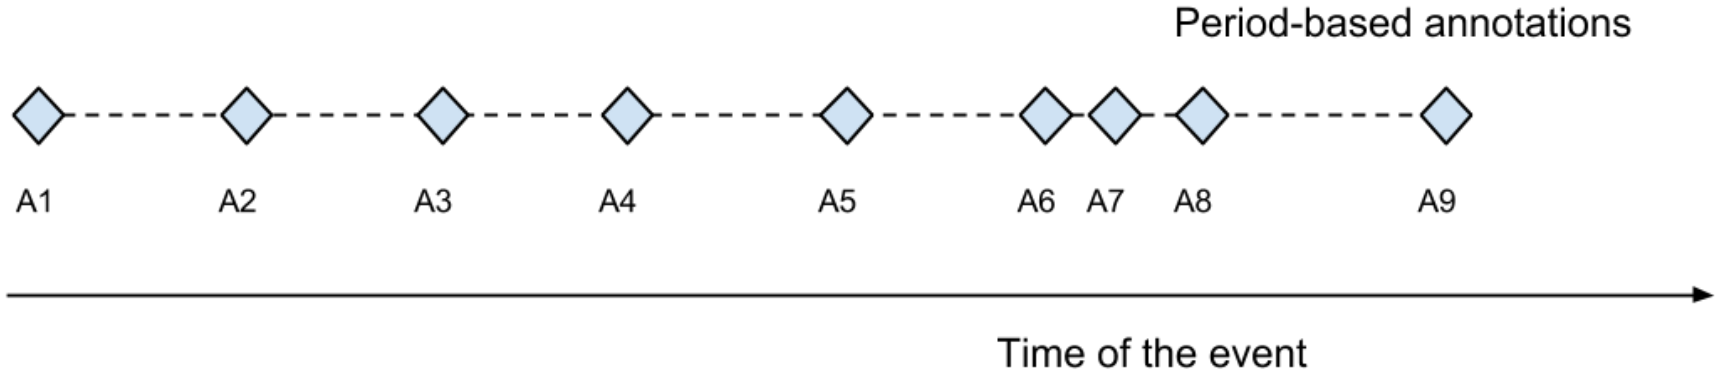 Period-based annotations
A1 A2 A3 A4 A5 A6 A7 A8 A9
Time of the event